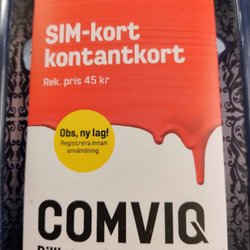 SIM-kort
kontantkort
Rek. pris 45 kr
Obs, ny lag!
Registrera innan
användning.
COMVIQ